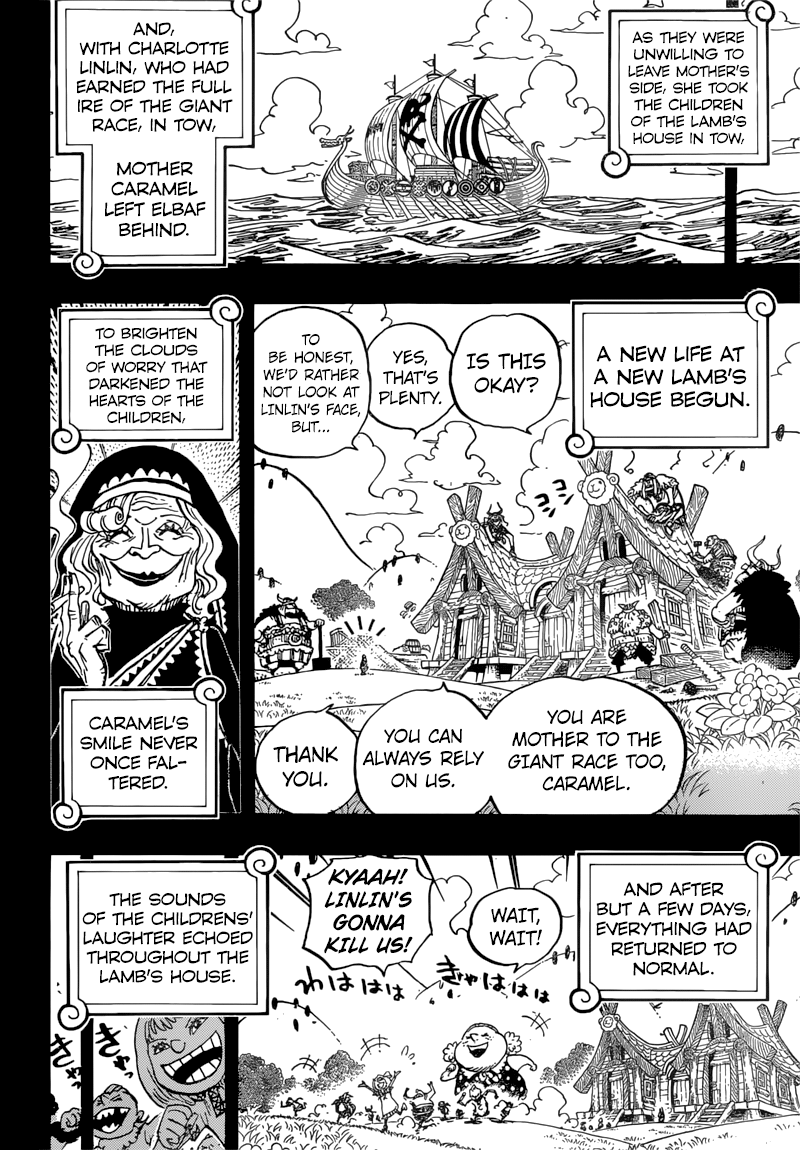 AS THEY WERE
UNWILLING TO
LEAVE MOTHER'S
SIDE, SHE TOOK
THE CHILDREN
OF THE LAMB'S
HOUSE IN TOW,
AND,
WITH CHARLOTTE
LINLIN, WHO HAD
EARNED THE FULL
IRE OF THE GIANT
RACE, IN TOW,
MOTHER
CARAMEL
LEFT ELBAF
BEHIND.
A NEW LIFE AT
A NEW LAMB'S
HOUSE BEGUN.
IS THIS
OKAY?
YES,
THAT'S
PLENTY.
TO
BE HONEST,
WE'D RATHER
NOT LOOK AT
LINLIN'S FACE,
BUT...
コンコン
YOU ARE
MOTHER TO THE
GIANT RACE TOO,
CARAMEL.
YOU CAN
ALWAYS RELY
ON US.
THANK
YOU.
TO BRIGHTEN
THE CLOUDS
OF WORRY THAT
DARKENED THE
HEARTS OF THE
CHILDREN,
CARAMEL'S
SMILE NEVER
ONCE FAL-
TERED.
AND AFTER
BUT A FEW DAYS,
EVERYTHING HAD
RETURNED TO
NORMAL.
WAIT,
WAIT!
KYAAH!
LINLIN'S
GONNA
KILL US!
ぎゃははは
わはははは
THE SOUNDS
OF THE CHILDRENS'
LAUGHTER ECHOED
THROUGHOUT THE
LAMB'S HOUSE.